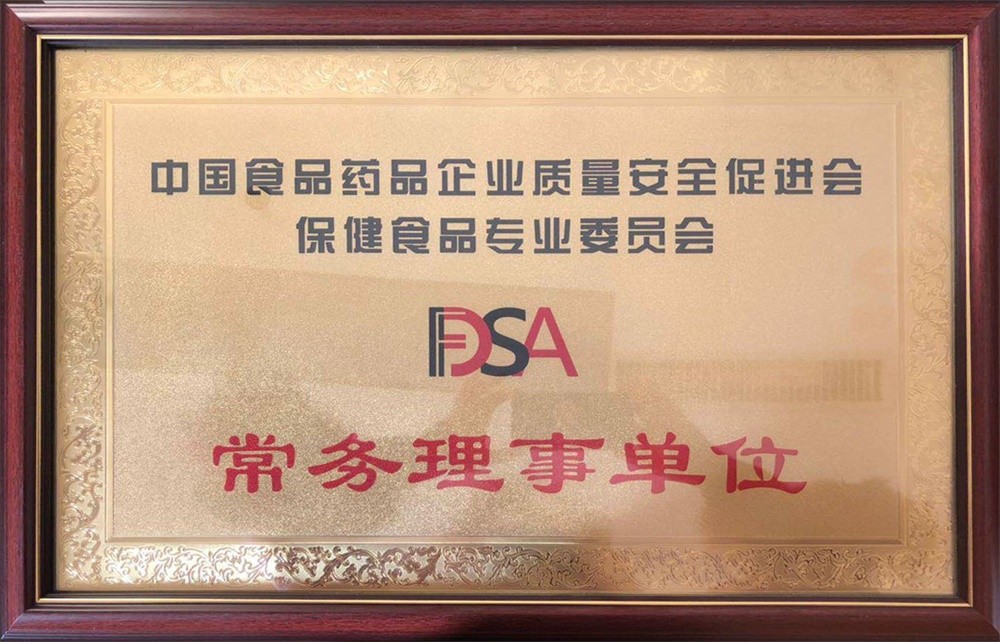 中国食品药品企业质量安全促进会
保健食品专业委员会
FDSA
常务理事单位